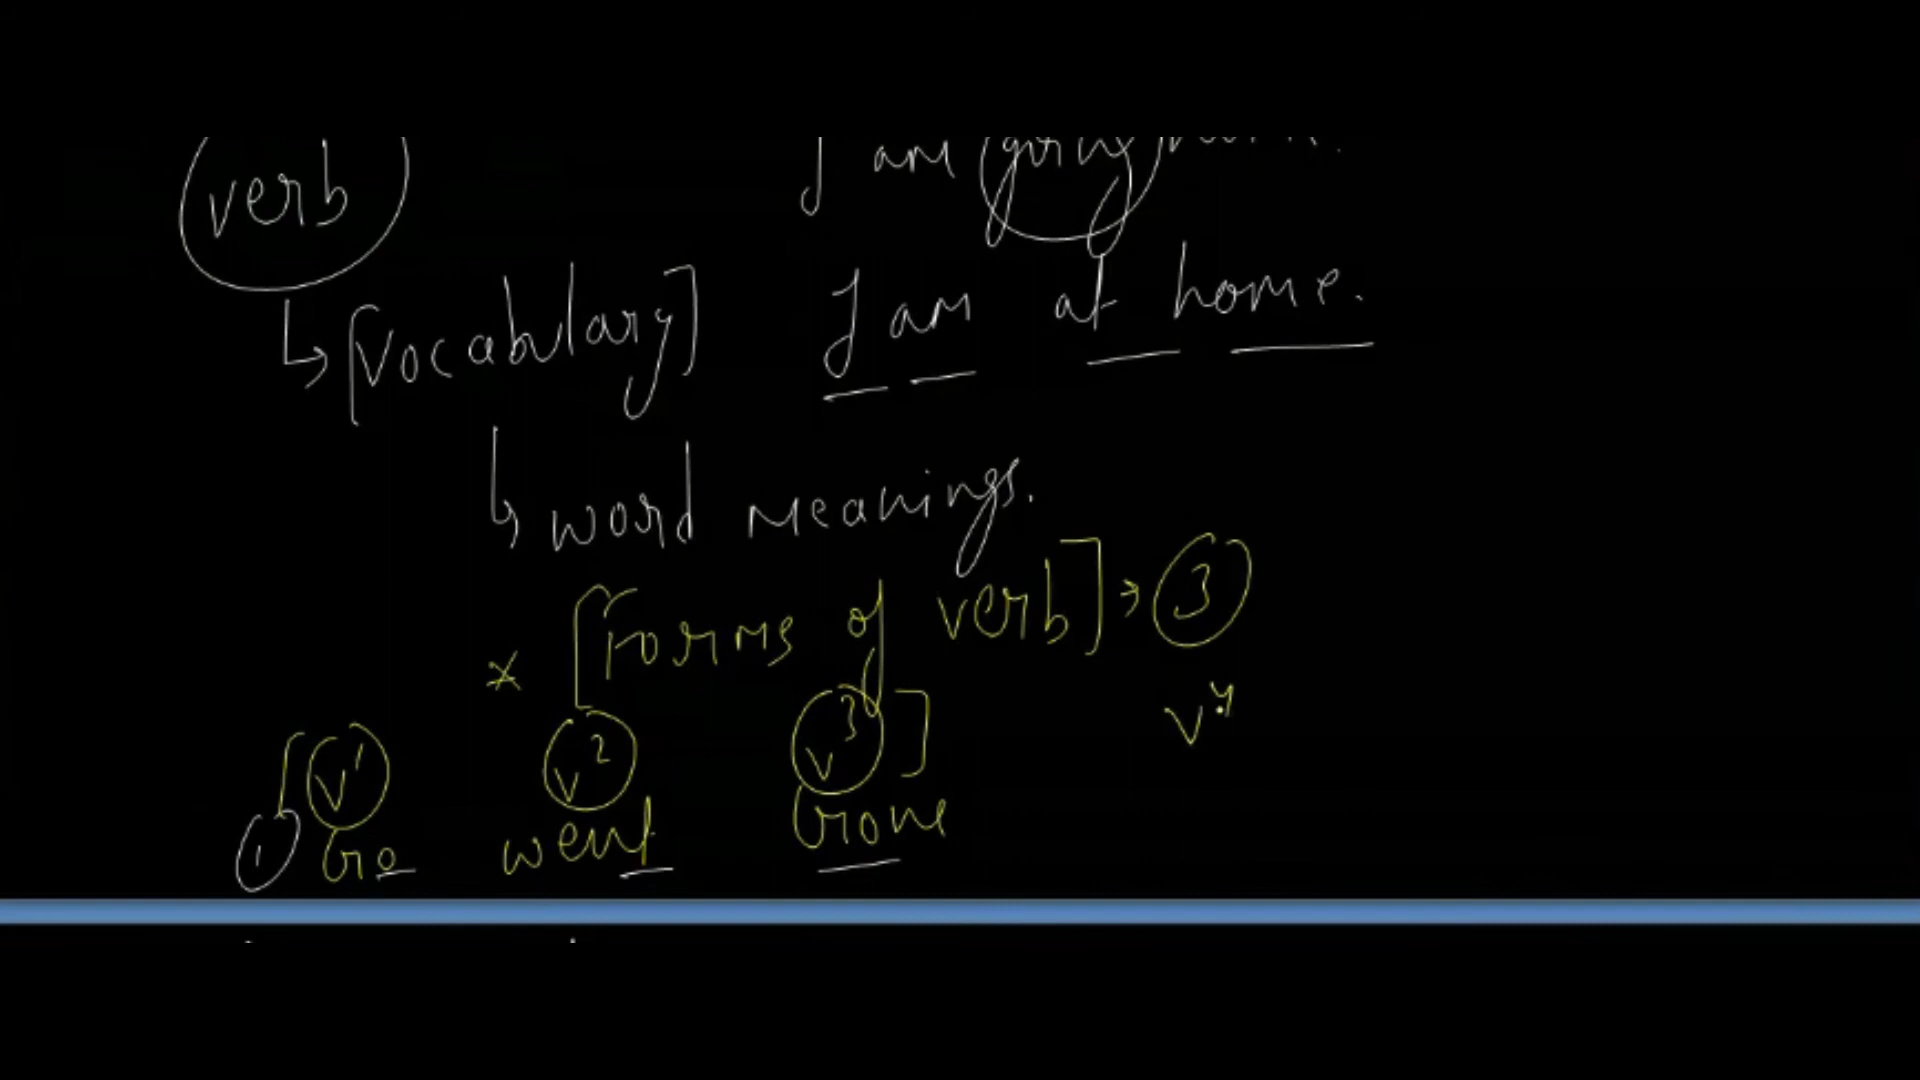 verb I am going
↳ [vocabulary] I am at home.
↳ word meanings.
* [Forms of verb] → 3
[V1 V2 V3] V4
1 Go went Gone